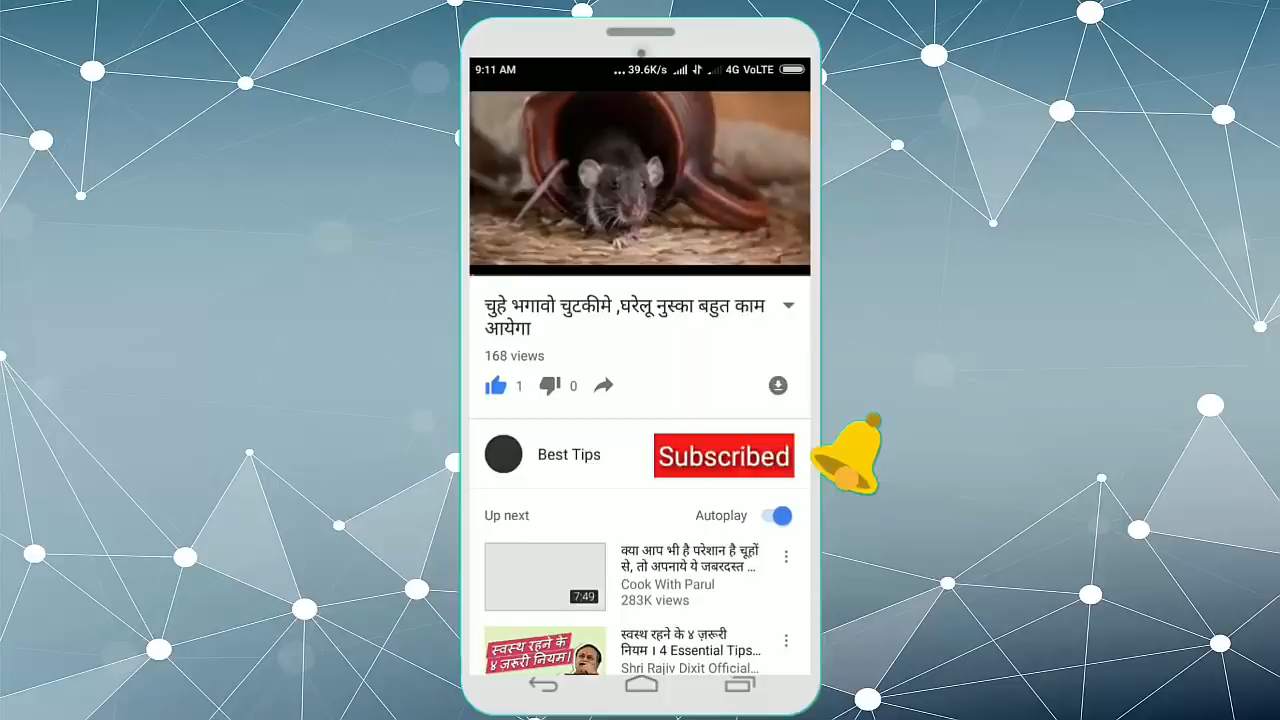 9:11 AM
... 39.6K/s 4G VoLTE
चुहे भगावो चुटकीमे ,घरेलू नुस्का बहुत काम
आयेगा
168 views
1 0
Best Tips
Subscribed
Up next
Autoplay
7:49
क्या आप भी है परेशान है चूहों
से, तो अपनाये ये जबरदस्त ...
Cook With Parul
283K views
स्वस्थ रहने के
४ ज़रूरी नियम।
स्वस्थ रहने के ४ ज़रूरी
नियम । 4 Essential Tips...
Shri Rajiv Dixit Official...